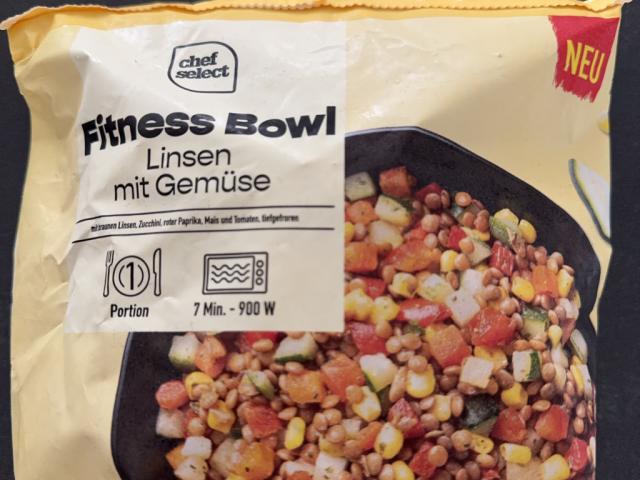 chef
select
NEU
Fitness Bowl
Linsen
mit Gemüse
mit braunen Linsen, Zucchini, roter Paprika, Mais und Tomaten, tiefgefroren
1
Portion
7 Min. - 900 W